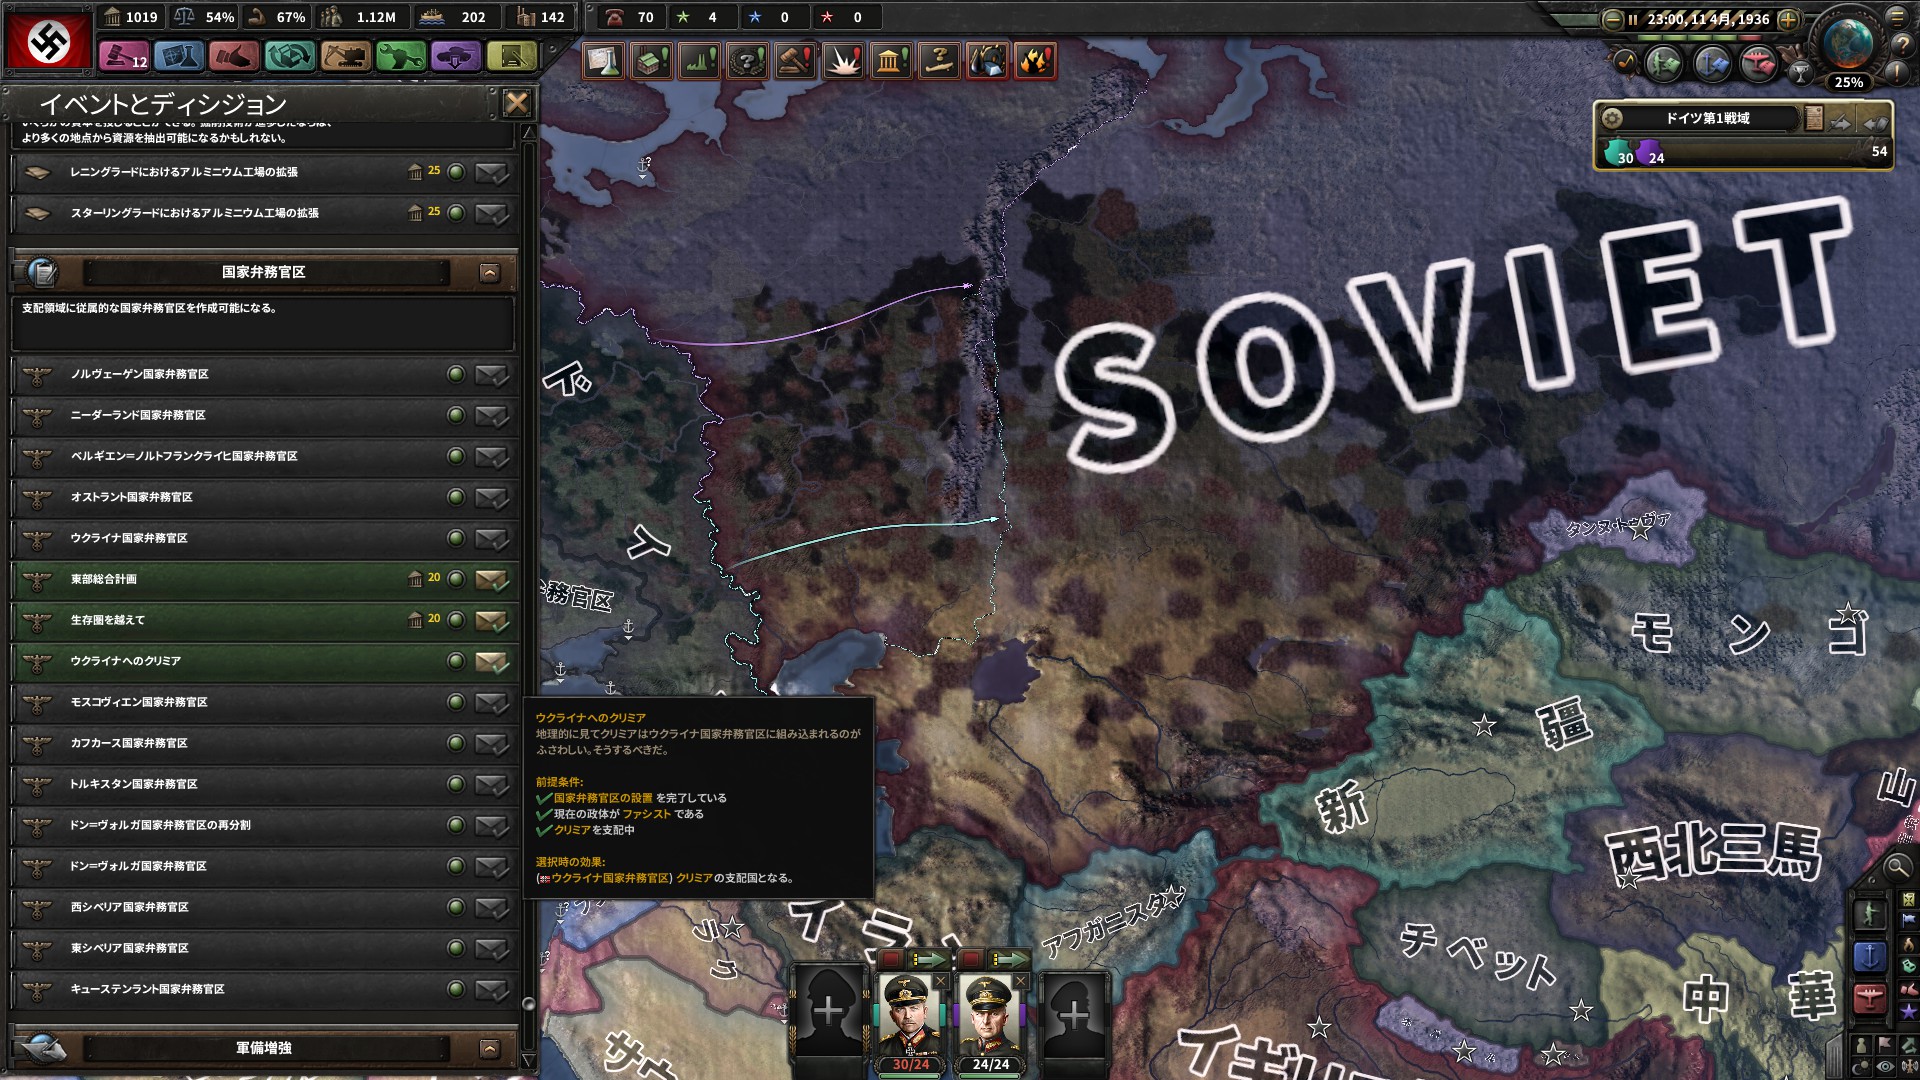 1019
54%
67%
1.12M
202
142
70
4
0
0
23:00, 11 4月, 1936
12
25%
イベントとディシジョン
より多くの地点から資源を抽出可能になるかもしれない。
レニングラードにおけるアルミニウム工場の拡張
25
スターリングラードにおけるアルミニウム工場の拡張
25
国家弁務官区
支配領域に従属的な国家弁務官区を作成可能になる。
ノルヴェーゲン国家弁務官区
ニーダーランド国家弁務官区
ベルギエン=ノルトフランクライヒ国家弁務官区
オストラント国家弁務官区
ウクライナ国家弁務官区
東部総合計画
20
生存圏を越えて
20
ウクライナへのクリミア
モスコヴィエン国家弁務官区
カフカース国家弁務官区
トルキスタン国家弁務官区
ドン=ヴォルガ国家弁務官区の再分割
ドン=ヴォルガ国家弁務官区
西シベリア国家弁務官区
東シベリア国家弁務官区
キューステンラント国家弁務官区
軍備増強
ウクライナへのクリミア
地理的に見てクリミアはウクライナ国家弁務官区に組み込まれるのが
ふさわしい。そうするべきだ。
前提条件:
国家弁務官区の設置 を完了している
現在の政体が ファシスト である
クリミアを支配中
選択時の効果:
(ウクライナ国家弁務官区) クリミアの支配国となる。
ドイツ第1戦域
30
24
54
SOVIET
ド
イ
務官区
タンヌ・トゥヴァ
モンゴ
新疆
西北三馬
山
チベット
中華
アフガニスタン
イラン
ラク
サウ
イギリ
30/24
24/24